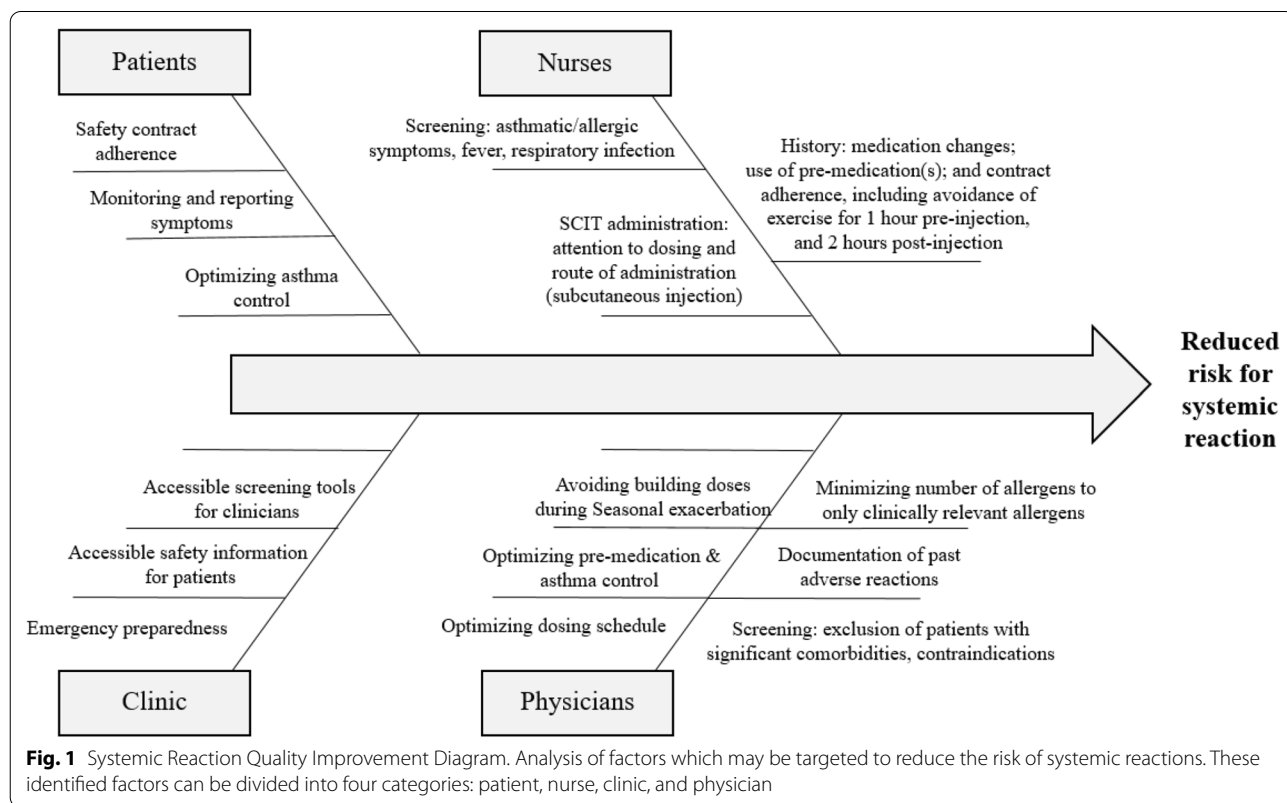 Patients
Safety contract
adherence
Monitoring and reporting
symptoms
Optimizing asthma
control
Nurses
Screening: asthmatic/allergic
symptoms, fever, respiratory infection
SCIT administration:
attention to dosing and
route of administration
(subcutaneous injection)
History: medication changes;
use of pre-medication(s); and contract
adherence, including avoidance of
exercise for 1 hour pre-injection,
and 2 hours post-injection
Reduced
risk for
systemic
reaction
Accessible screening tools
for clinicians
Accessible safety information
for patients
Emergency preparedness
Clinic
Avoiding building doses
during Seasonal exacerbation
Optimizing pre-medication &
asthma control
Optimizing dosing schedule
Minimizing number of allergens to
only clinically relevant allergens
Documentation of past
adverse reactions
Screening: exclusion of patients with
significant comorbidities, contraindications
Physicians
Fig. 1 Systemic Reaction Quality Improvement Diagram. Analysis of factors which may be targeted to reduce the risk of systemic reactions. These
identified factors can be divided into four categories: patient, nurse, clinic, and physician